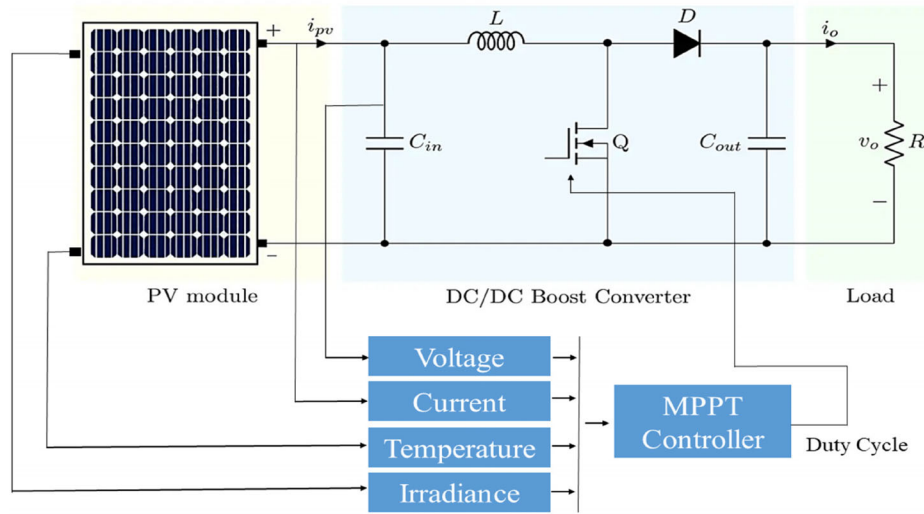 +
i_pv
L
D
i_o
C_in
Q
C_out
+
v_o
R
−
−
PV module
DC/DC Boost Converter
Load
Voltage
Current
Temperature
Irradiance
MPPT
Controller
Duty Cycle